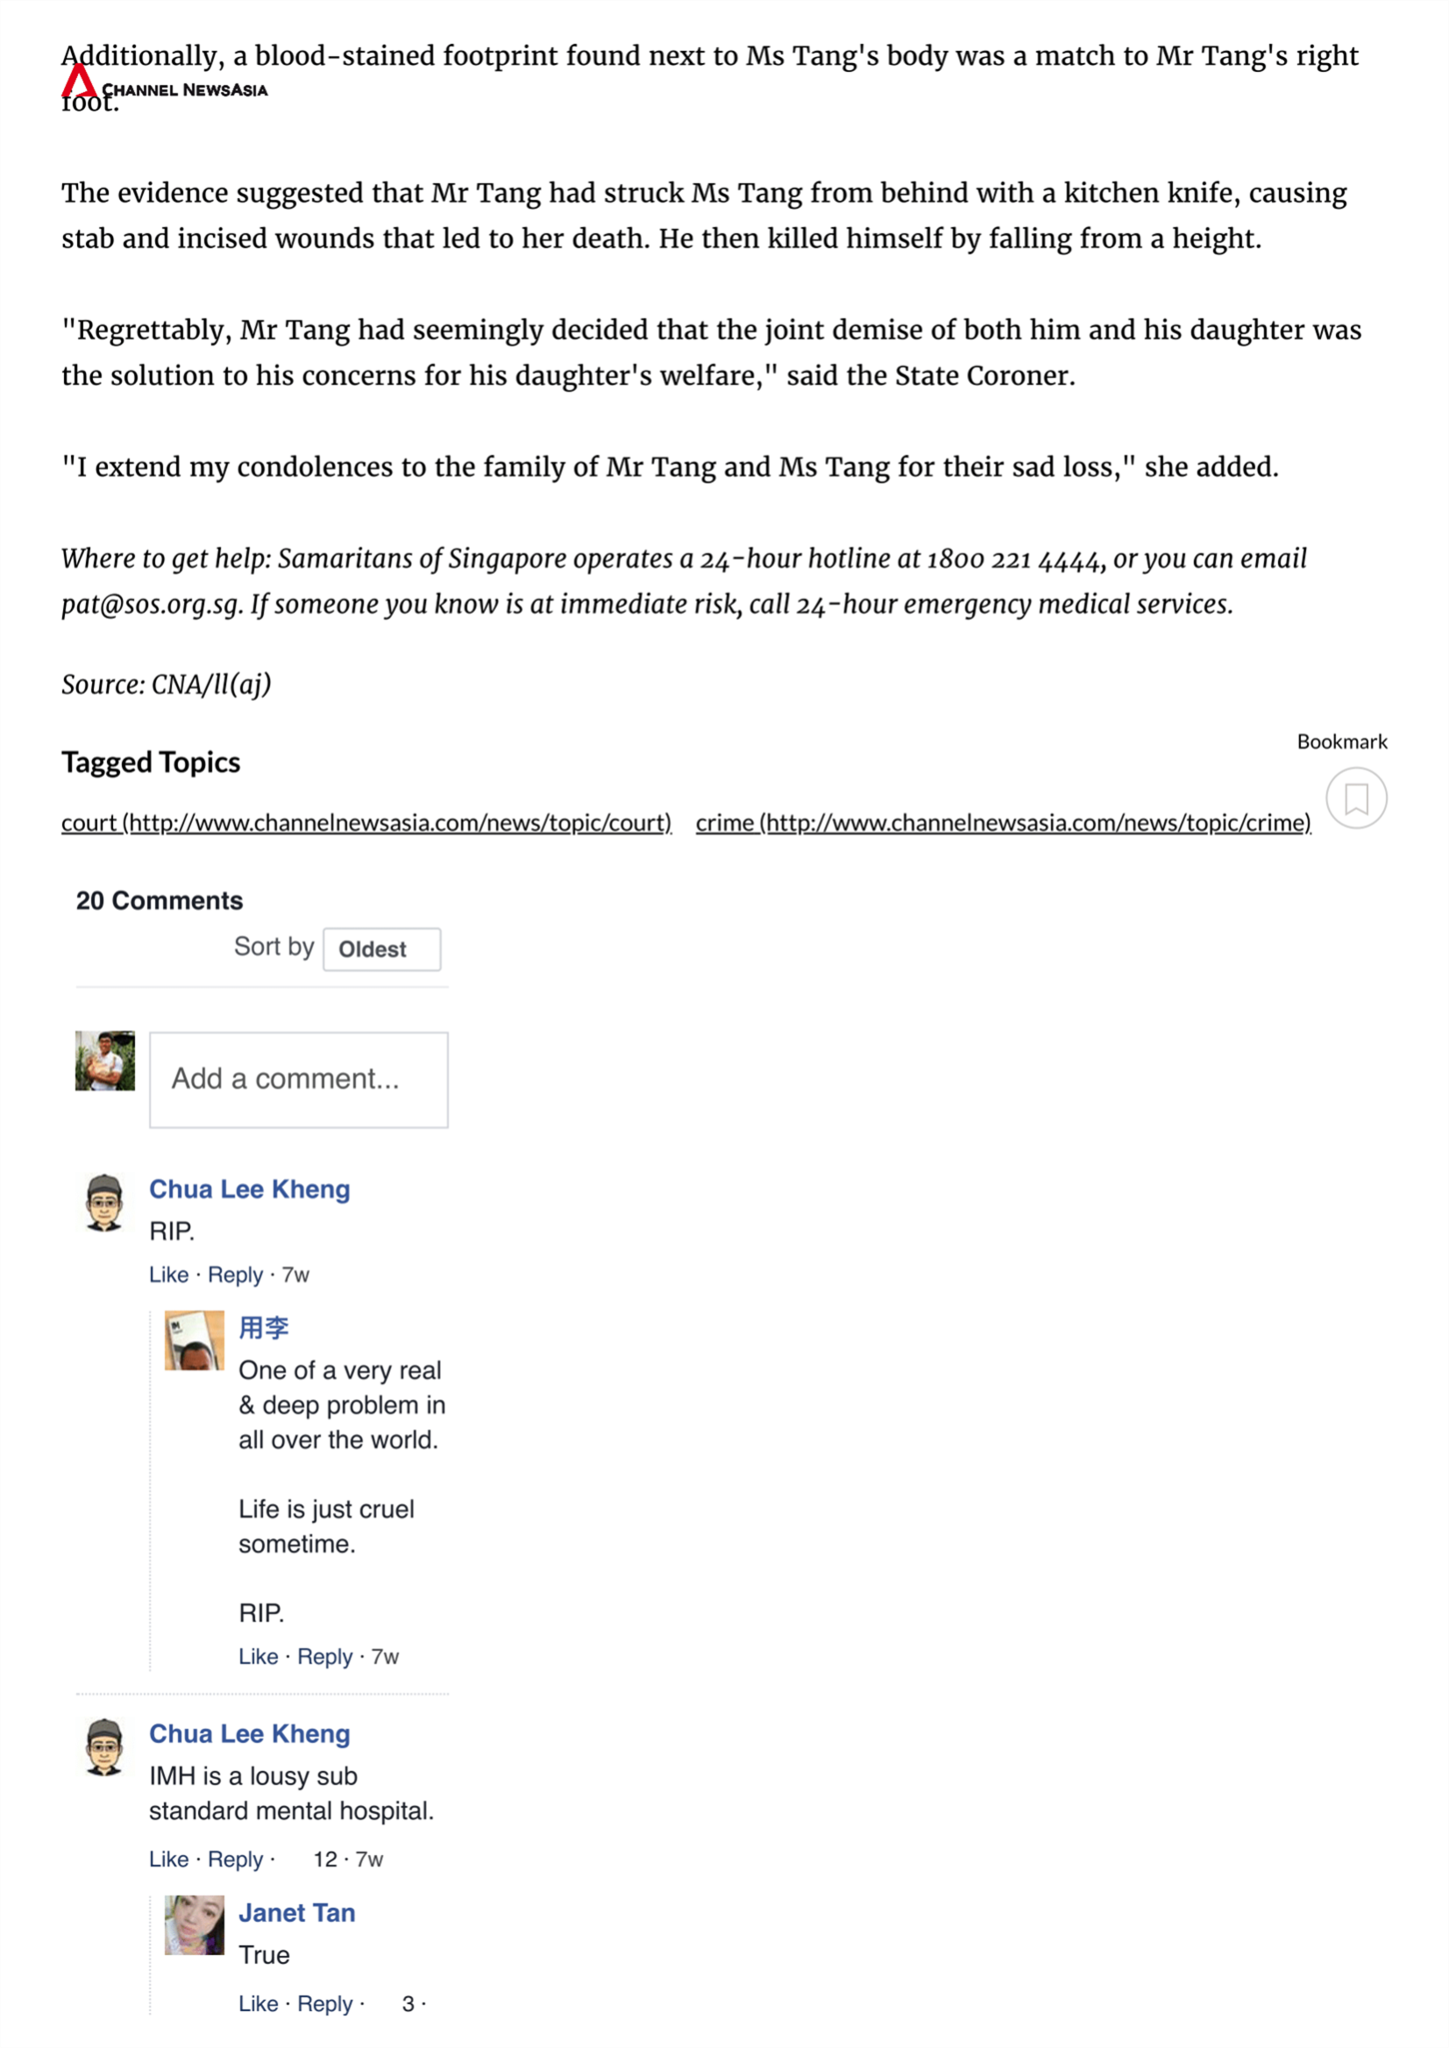 Additionally, a blood-stained footprint found next to Ms Tang's body was a match to Mr Tang's right
CHANNEL NEWSASIA
foot.
The evidence suggested that Mr Tang had struck Ms Tang from behind with a kitchen knife, causing
stab and incised wounds that led to her death. He then killed himself by falling from a height.
"Regrettably, Mr Tang had seemingly decided that the joint demise of both him and his daughter was
the solution to his concerns for his daughter's welfare," said the State Coroner.
"I extend my condolences to the family of Mr Tang and Ms Tang for their sad loss," she added.
Where to get help: Samaritans of Singapore operates a 24-hour hotline at 1800 221 4444, or you can email
pat@sos.org.sg. If someone you know is at immediate risk, call 24-hour emergency medical services.
Source: CNA/ll(aj)
Bookmark
Tagged Topics
court (http://www.channelnewsasia.com/news/topic/court) crime (http://www.channelnewsasia.com/news/topic/crime)
20 Comments
Sort by Oldest
Add a comment...
Chua Lee Kheng
RIP.
Like · Reply · 7w
用李
One of a very real
& deep problem in
all over the world.
Life is just cruel
sometime.
RIP.
Like · Reply · 7w
Chua Lee Kheng
IMH is a lousy sub
standard mental hospital.
Like · Reply · 12 · 7w
Janet Tan
True
Like · Reply · 3 ·